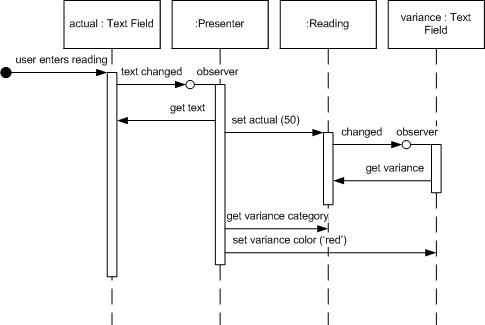 actual : Text Field
:Presenter
:Reading
variance : Text
Field
user enters reading
text changed
observer
get text
set actual (50)
changed
observer
get variance
get variance category
set variance color (‘red’)